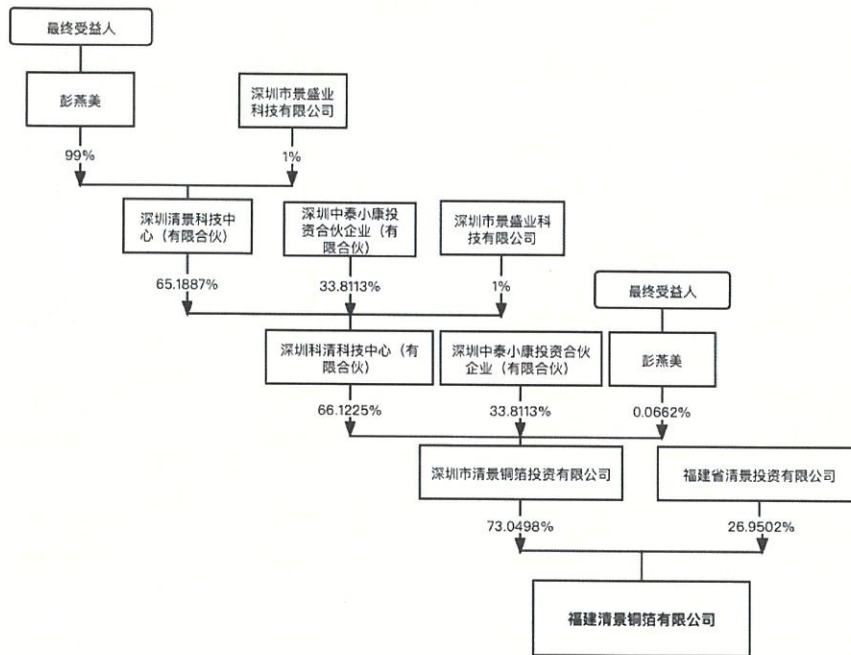 最终受益人
彭燕美
深圳市景盛业
科技有限公司
99%
1%
深圳清景科技中
心（有限合伙）
深圳中泰小康投
资合伙企业（有
限合伙）
深圳市景盛业科
技有限公司
65.1887%
33.8113%
1%
最终受益人
深圳科清科技中心（有
限合伙）
深圳中泰小康投资合伙
企业（有限合伙）
彭燕美
66.1225%
33.8113%
0.0662%
深圳市清景铜箔投资有限公司
福建省清景投资有限公司
73.0498%
26.9502%
福建清景铜箔有限公司